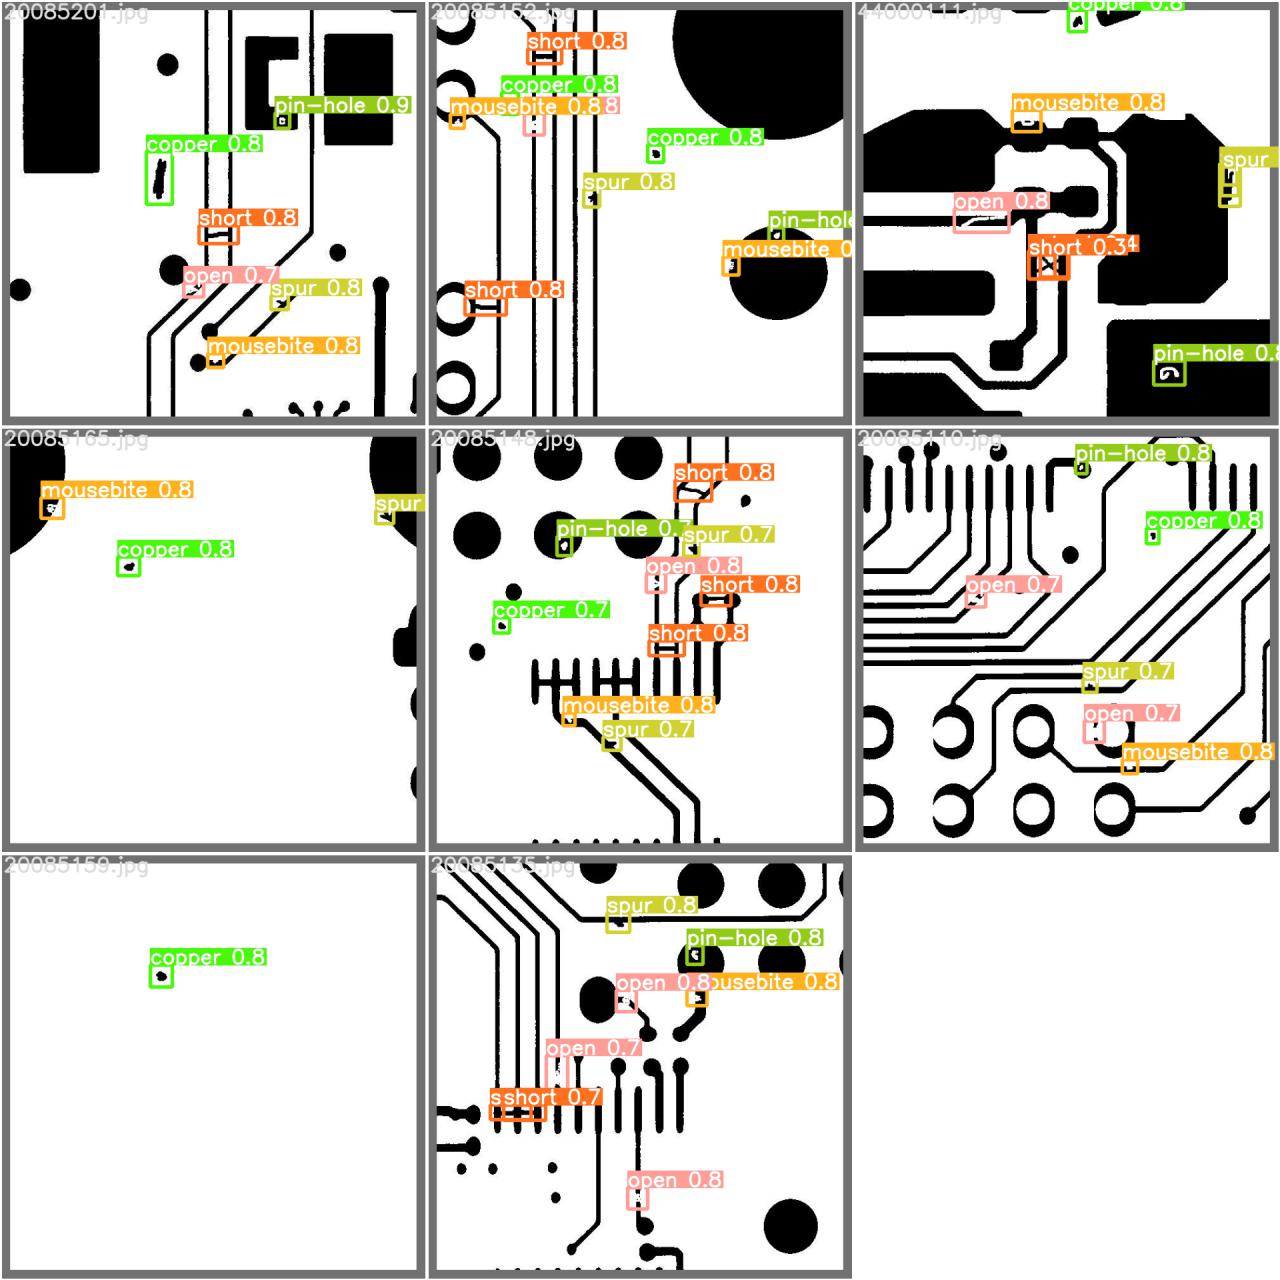 20085201.jpg
pin-hole 0.9
copper 0.8
short 0.8
open 0.7
spur 0.8
mousebite 0.8
20085152.jpg
short 0.8
copper 0.8
mousebite 0.8 8
copper 0.8
spur 0.8
pin-hole
mousebite 0
short 0.8
44000111.jpg
copper 0.8
mousebite 0.8
spur
open 0.8
short 0.3
pin-hole 0.8
20085165.jpg
mousebite 0.8
spur
copper 0.8
20085148.jpg
short 0.8
pin-hole 0.7
spur 0.7
open 0.8
short 0.8
copper 0.7
short 0.8
mousebite 0.8
spur 0.7
20085110.jpg
pin-hole 0.8
copper 0.8
open 0.7
spur 0.7
open 0.7
mousebite 0.8
20085159.jpg
copper 0.8
20085135.jpg
spur 0.8
pin-hole 0.8
open 0.8
ousebite 0.8
open 0.7
s short 0.7
open 0.8